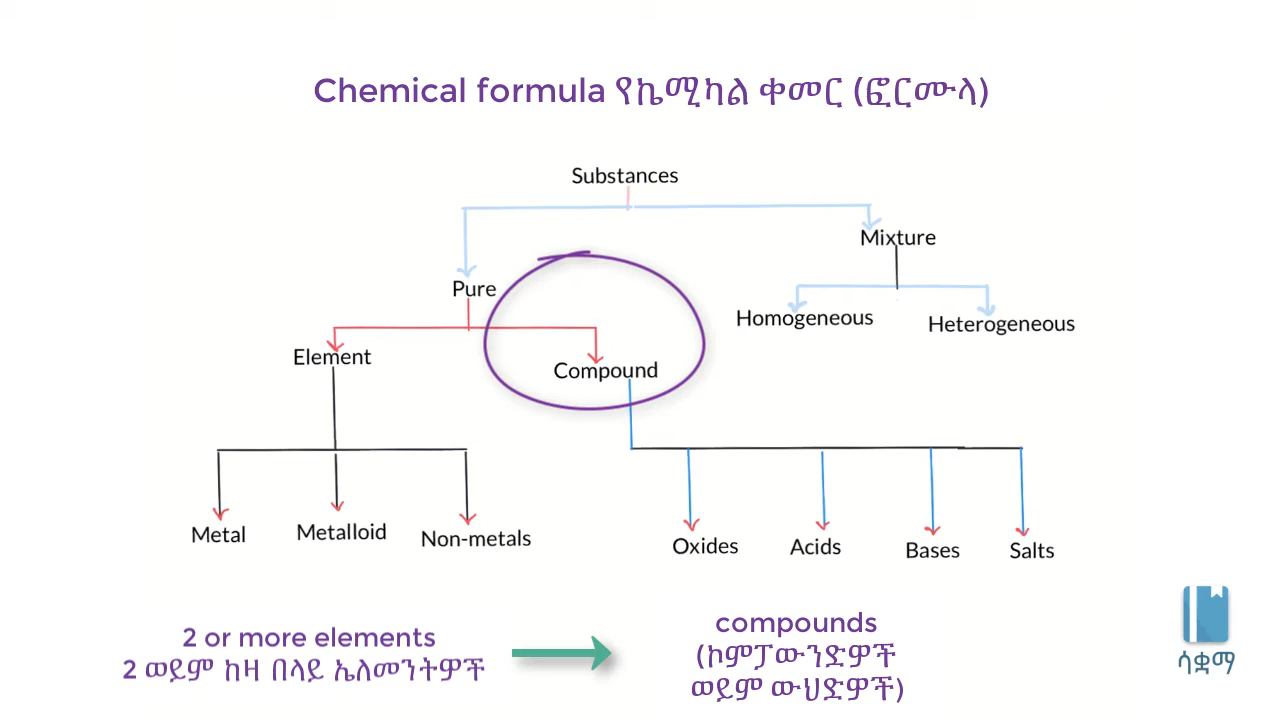 Chemical formula የኬሚካል ቀመር (ፎርሙላ)
Substances
Mixture
Pure
Homogeneous
Heterogeneous
Element
Compound
Metal
Metalloid
Non-metals
Oxides
Acids
Bases
Salts
2 or more elements
2 ወይም ከዛ በላይ ኤለመንትዎች
compounds
(ኮምፓውንድዎች
ወይም ውህድዎች)
ሳቋማ